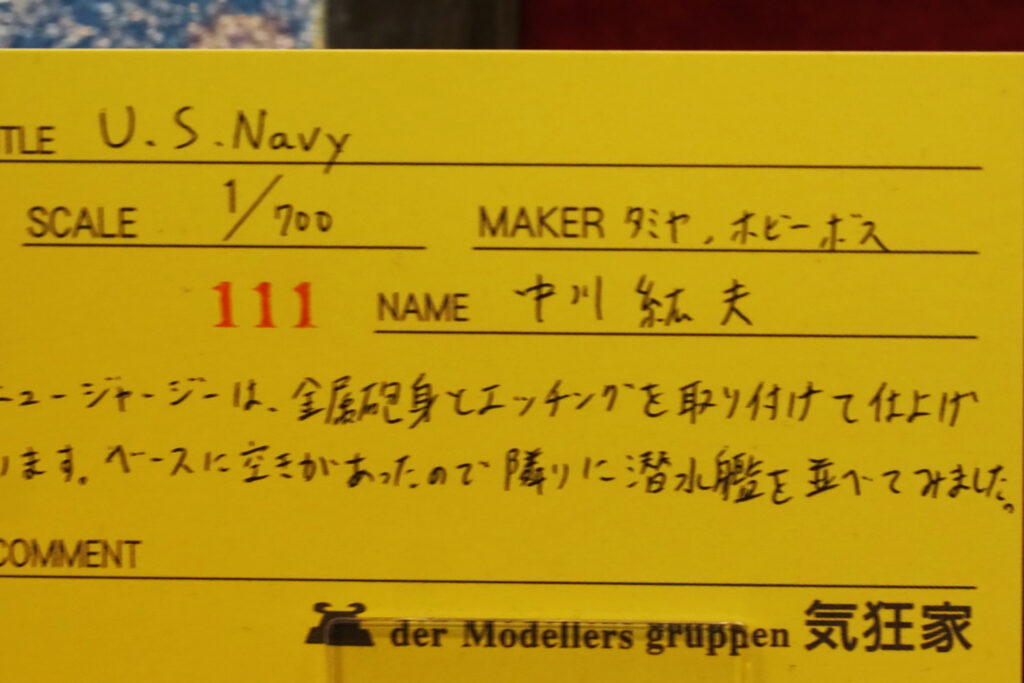 TLE U.S.Navy
SCALE 1/700 MAKER タミヤ,ホビーボス
111 NAME 中川 紘夫
ニュージャージーは、金属砲身とエッチングを取り付けて仕上げ
ります。ベースに空きがあったので隣りに潜水艦を並べてみました。
COMMENT
der Modellers gruppen 気狂家